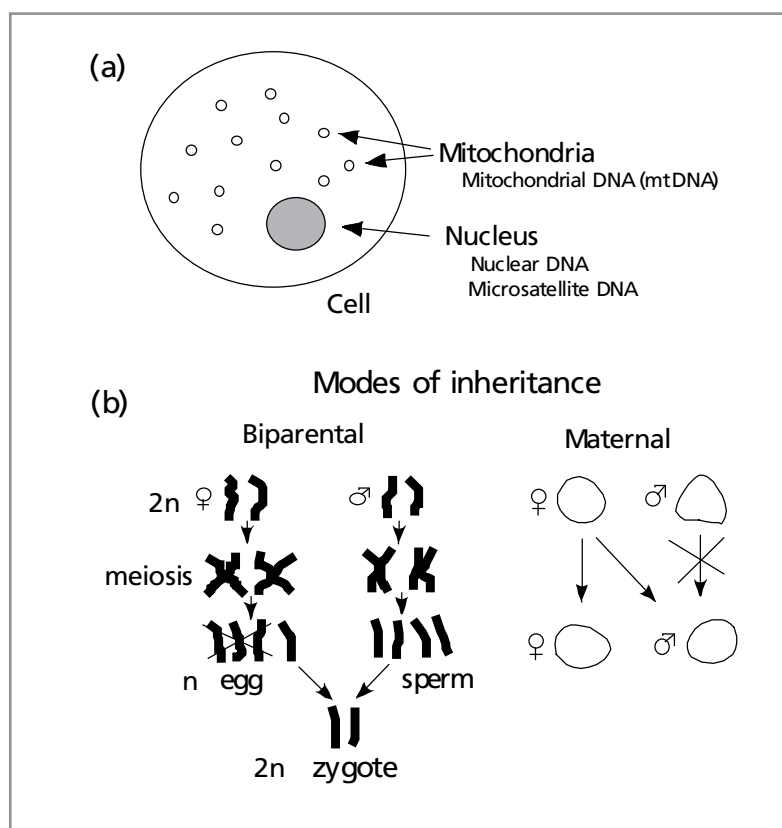 (a)
Mitochondria
Mitochondrial DNA (mtDNA)
Nucleus
Nuclear DNA
Microsatellite DNA
Cell
Modes of inheritance
(b)
Biparental
Maternal
2n ♀ ♂ ♀ ♂
meiosis
♀ ♂
n egg sperm
2n zygote